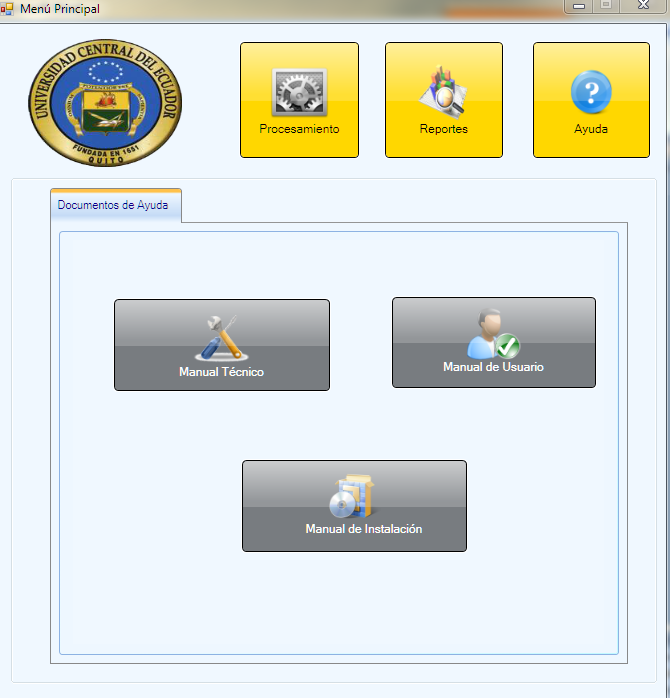 Menú Principal
UNIVERSIDAD CENTRAL DEL ECUADOR
FUNDADA EN 1651
QUITO
Procesamiento
Reportes
Ayuda
Documentos de Ayuda
Manual Técnico
Manual de Usuario
Manual de Instalación